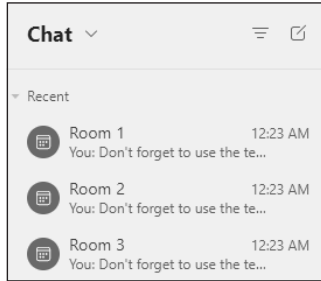 Chat
Recent
Room 1 12:23 AM
You: Don't forget to use the te...
Room 2 12:23 AM
You: Don't forget to use the te...
Room 3 12:23 AM
You: Don't forget to use the te...